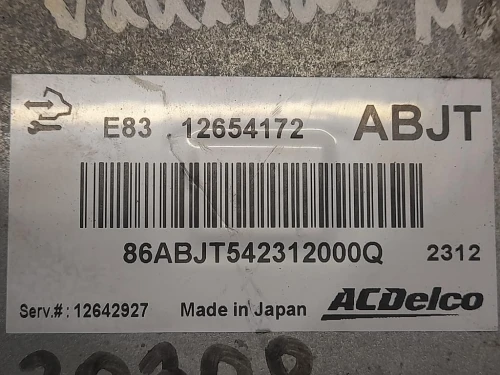 E83 12654172 ABJT
86ABJT542312000Q 2312
Serv.#: 12642927 Made in Japan ACDelco